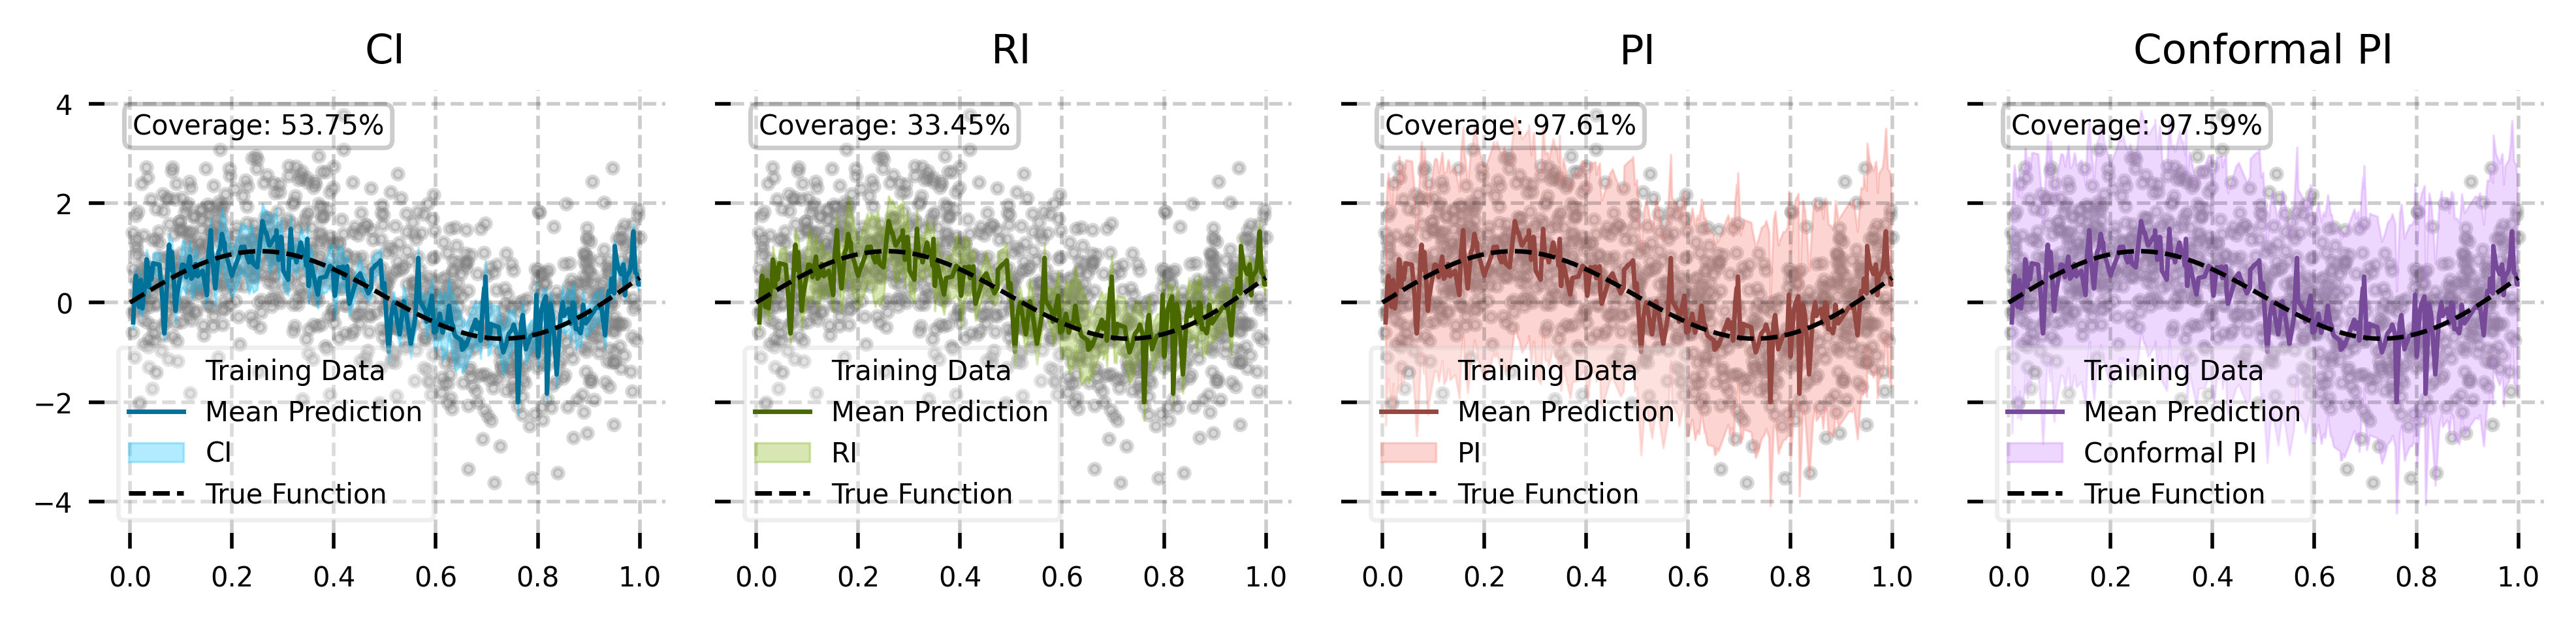 CI
RI
PI
Conformal PI
Coverage: 53.75%
Coverage: 33.45%
Coverage: 97.61%
Coverage: 97.59%
4
2
0
−2
−4
Training Data
Mean Prediction
CI
True Function
Training Data
Mean Prediction
RI
True Function
Training Data
Mean Prediction
PI
True Function
Training Data
Mean Prediction
Conformal PI
True Function
0.0 0.2 0.4 0.6 0.8 1.0
0.0 0.2 0.4 0.6 0.8 1.0
0.0 0.2 0.4 0.6 0.8 1.0
0.0 0.2 0.4 0.6 0.8 1.0